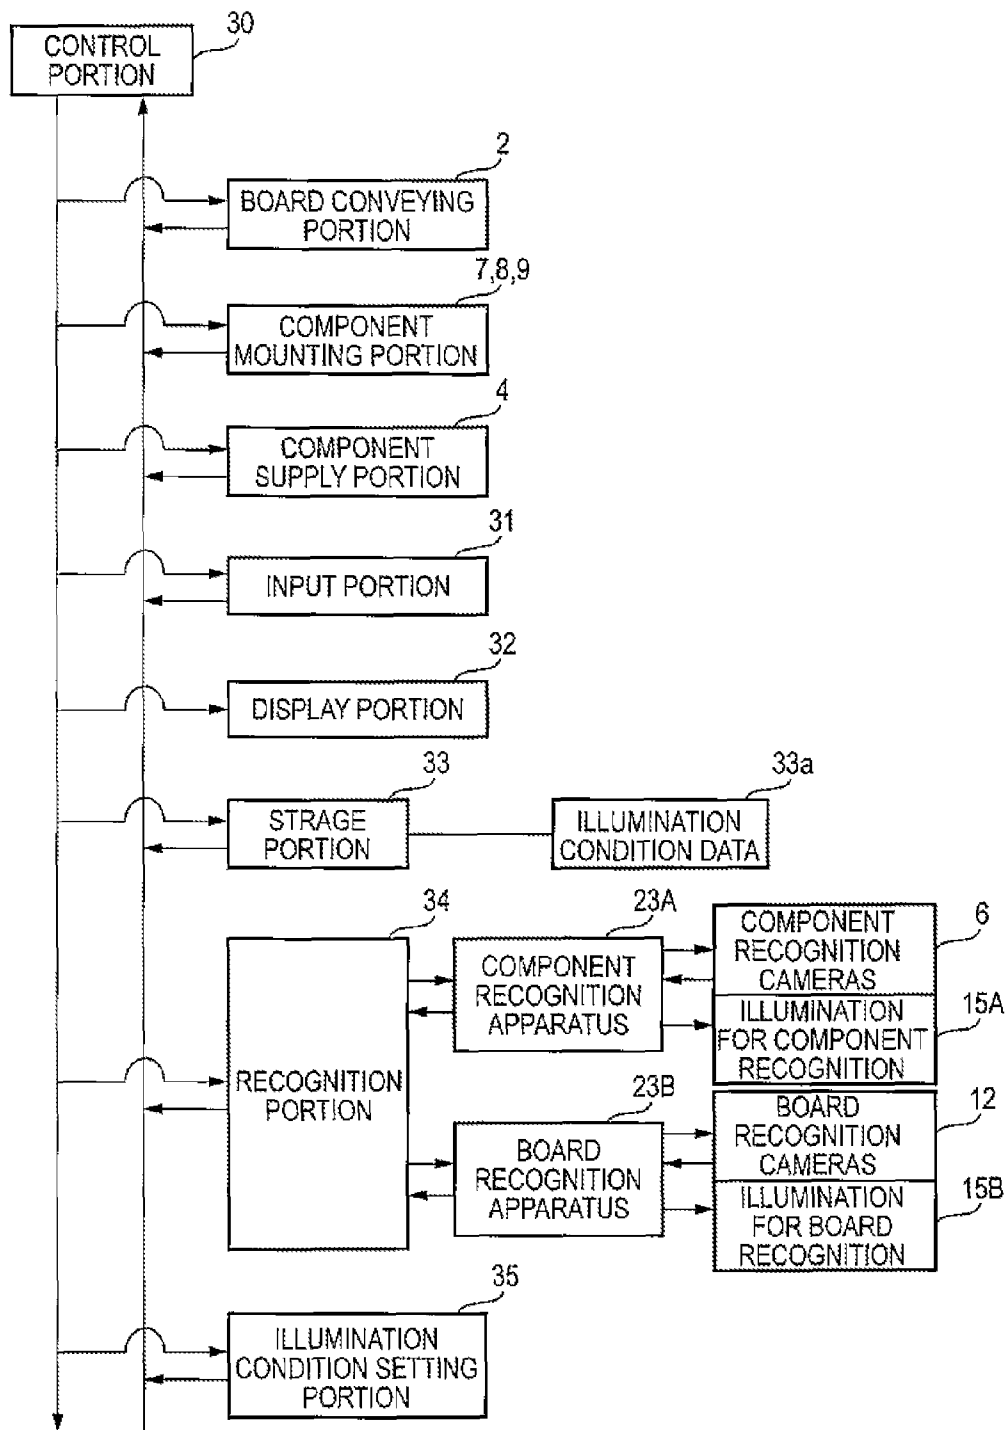 30
CONTROL
PORTION
2
BOARD CONVEYING
PORTION
7,8,9
COMPONENT
MOUNTING PORTION
4
COMPONENT
SUPPLY PORTION
31
INPUT PORTION
32
DISPLAY PORTION
33
STRAGE
PORTION
33a
ILLUMINATION
CONDITION DATA
34
RECOGNITION
PORTION
23A
COMPONENT
RECOGNITION
APPARATUS
6
COMPONENT
RECOGNITION
CAMERAS
15A
ILLUMINATION
FOR COMPONENT
RECOGNITION
23B
BOARD
RECOGNITION
APPARATUS
12
BOARD
RECOGNITION
CAMERAS
15B
ILLUMINATION
FOR BOARD
RECOGNITION
35
ILLUMINATION
CONDITION SETTING
PORTION